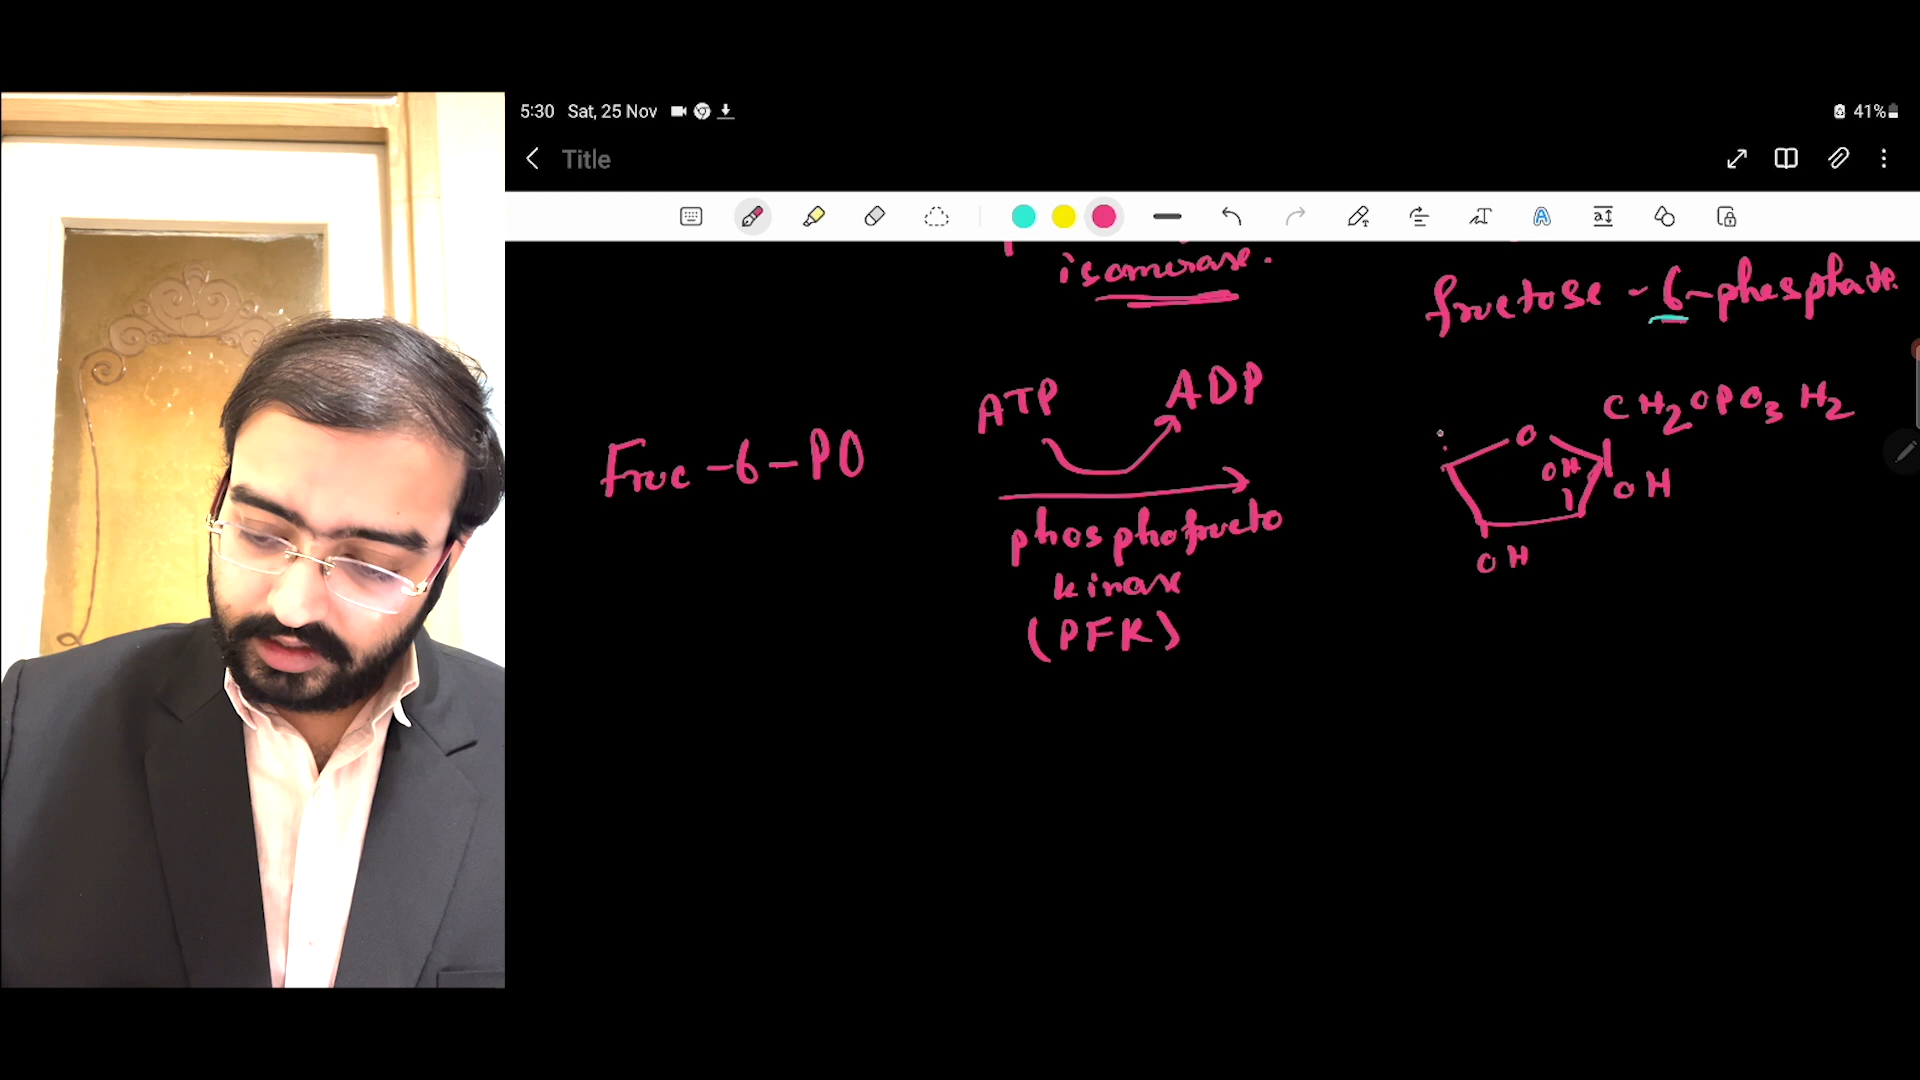 5:30 Sat, 25 Nov
41%
Title
isomerase.
fructose - 6 - phosphate.
ATP ADP
Fruc - 6 - PO
phosphofructo
kinase
(PFK)
CH2OPO3H2
O
OH
OH
OH